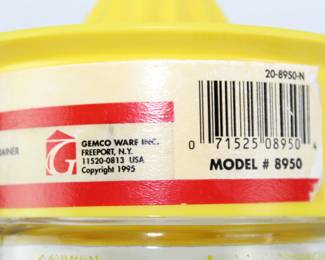 20-8950-N
AINER
G
GEMCO WARE INC.
FREEPORT, N.Y.
11520-0813 USA
Copyright 1995
0 71525 08950 4
MODEL # 8950